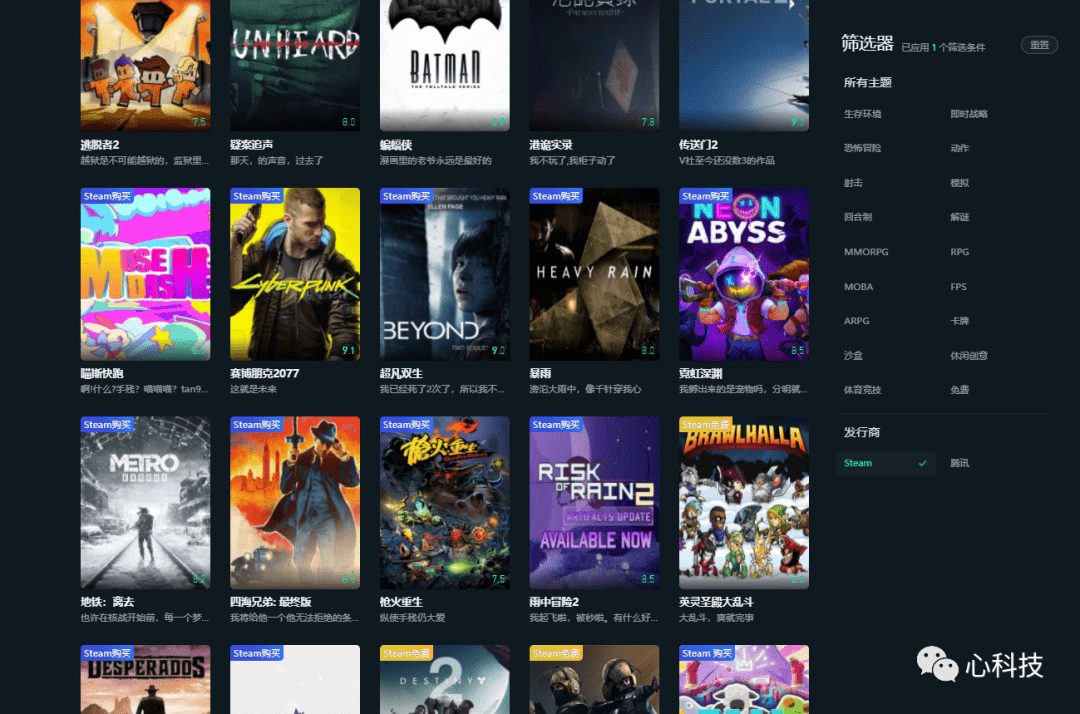 UNHEARD
BATMAN
THE TELLTALE SERIES
7.5
8.0
7.8
逃脱者2
疑案追声
蝙蝠侠
港诡实录
传送门2
越狱是不可能越狱的，监狱里...
那天，的声音，过去了
漫画里的老爷永远是最好的
我不玩了,我柜子动了
V社至今还没数3的作品
Steam购买
Steam购买
Steam购买
Steam购买
Steam购买
MUSE DASH
CYBERPUNK
ELLEN PAGE
BEYOND
TWO SOULS
HEAVY RAIN
NEON ABYSS
9.1
9.0
8.0
8.5
喵斯快跑
赛博朋克2077
超凡双生
暴雨
霓虹深渊
啊!什么?手残？喵喵喵？tan9...
这就是未来
我已经死了2次了，所以我不...
滂沱大雨中，像千针穿我心
我孵出来的是宠物吗，分明就...
Steam购买
Steam购买
Steam购买
Steam购买
Steam免费
METRO
EXODUS
枪火重生
RISK OF RAIN 2
ARTIFACTS UPDATE
AVAILABLE NOW
BRAWLHALLA
8.2
7.5
8.5
地铁：离去
四海兄弟: 最终版
枪火重生
雨中冒险2
英灵圣殿大乱斗
也许在核战开始前，每一个梦...
我将给他一个他无法拒绝的条...
纵使手残仍大爱
我起飞啦，被秒啦。有什么好...
大乱斗，爽就完事
Steam购买
Steam购买
Steam免费
Steam免费
Steam 购买
DESPERADOS
DESTINY 2
筛选器 已应用 1 个筛选条件 重置
所有主题
生存环境 即时战略
恐怖冒险 动作
射击 模拟
回合制 解谜
MMORPG RPG
MOBA FPS
ARPG 卡牌
沙盒 休闲创意
体育竞技 免费
发行商
Steam 腾讯
心科技